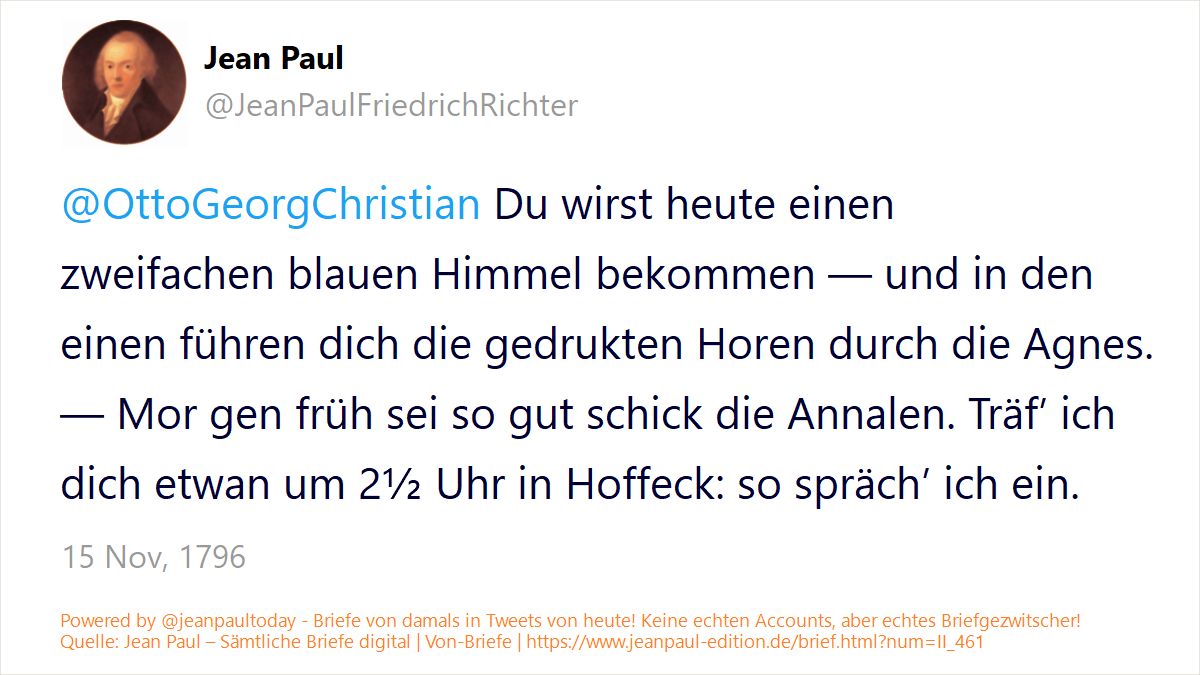 Jean Paul
@JeanPaulFriedrichRichter
@OttoGeorgChristian Du wirst heute einen
zweifachen blauen Himmel bekommen — und in den
einen führen dich die gedrukten Horen durch die Agnes.
— Mor gen früh sei so gut schick die Annalen. Träf’ ich
dich etwan um 2½ Uhr in Hoffeck: so spräch’ ich ein.
15 Nov, 1796
Powered by @jeanpaultoday - Briefe von damals in Tweets von heute! Keine echten Accounts, aber echtes Briefgezwitscher!
Quelle: Jean Paul – Sämtliche Briefe digital | Von-Briefe | https://www.jeanpaul-edition.de/brief.html?num=II_461